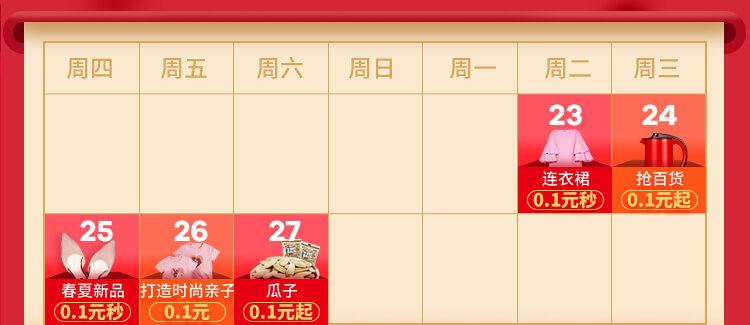 周四 周五 周六 周日 周一 周二 周三
23 24
连衣裙 抢百货
0.1元秒 0.1元起
25 26 27
春夏新品 打造时尚亲子 瓜子
0.1元秒 0.1元 0.1元起